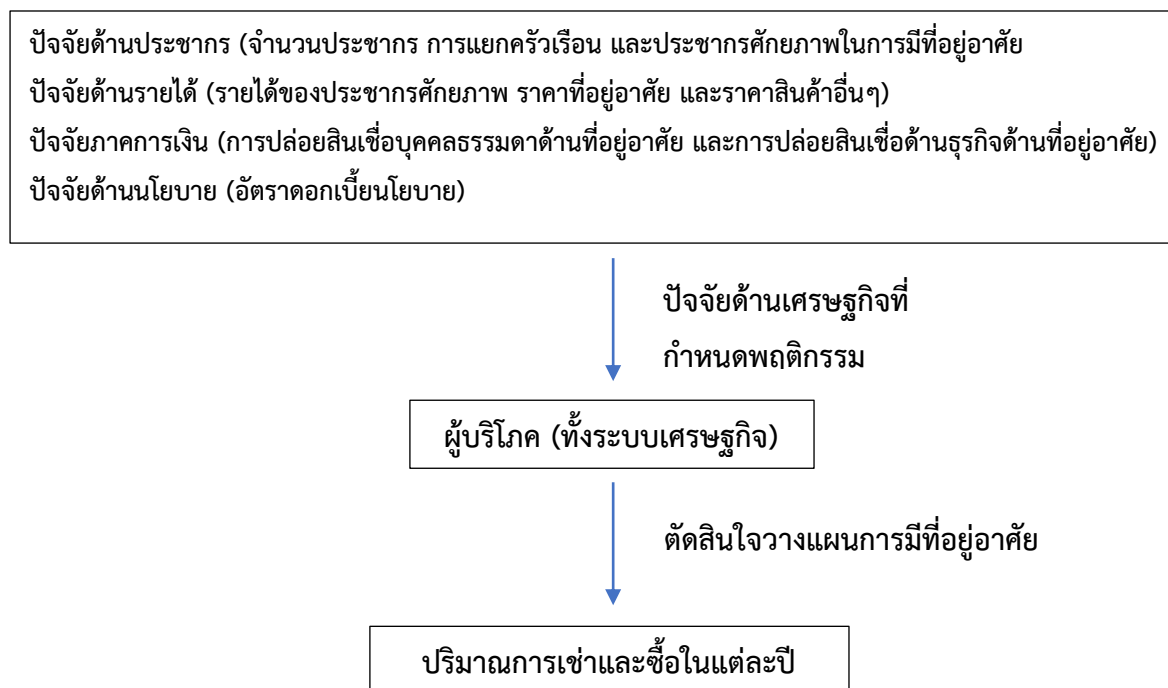 ปัจจัยด้านประชากร (จำนวนประชากร การแยกครัวเรือน และประชากรศักยภาพในการมีที่อยู่อาศัย
ปัจจัยด้านรายได้ (รายได้ของประชากรศักยภาพ ราคาที่อยู่อาศัย และราคาสินค้าอื่นๆ)
ปัจจัยภาคการเงิน (การปล่อยสินเชื่อบุคคลธรรมดาด้านที่อยู่อาศัย และการปล่อยสินเชื่อด้านธุรกิจด้านที่อยู่อาศัย)
ปัจจัยด้านนโยบาย (อัตราดอกเบี้ยนโยบาย)
ปัจจัยด้านเศรษฐกิจที่
กำหนดพฤติกรรม
ผู้บริโภค (ทั้งระบบเศรษฐกิจ)
ตัดสินใจวางแผนการมีที่อยู่อาศัย
ปริมาณการเช่าและซื้อในแต่ละปี